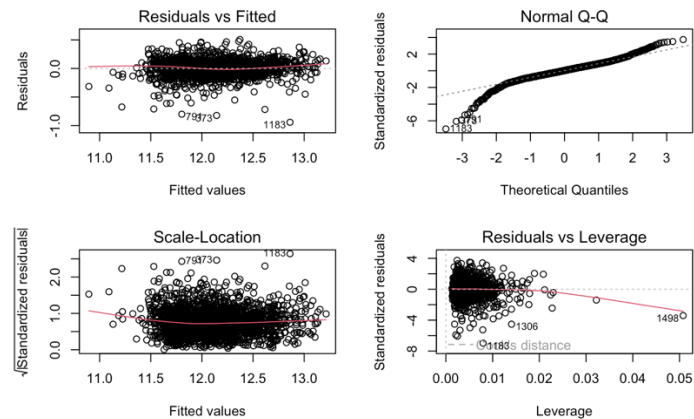 Residuals vs Fitted
Residuals
0.0
-1.0
793
373
1183
11.0 11.5 12.0 12.5 13.0
Fitted values
Normal Q-Q
Standardized residuals
2
-2
-6
1183
-3 -2 -1 0 1 2 3
Theoretical Quantiles
Scale-Location
√|Standardized residuals|
2.0
1.0
0.0
793
373
1183
11.0 11.5 12.0 12.5 13.0
Fitted values
Residuals vs Leverage
Standardized residuals
4
0
-4
-8
1306
1498
1183
distance
0.00 0.01 0.02 0.03 0.04 0.05
Leverage